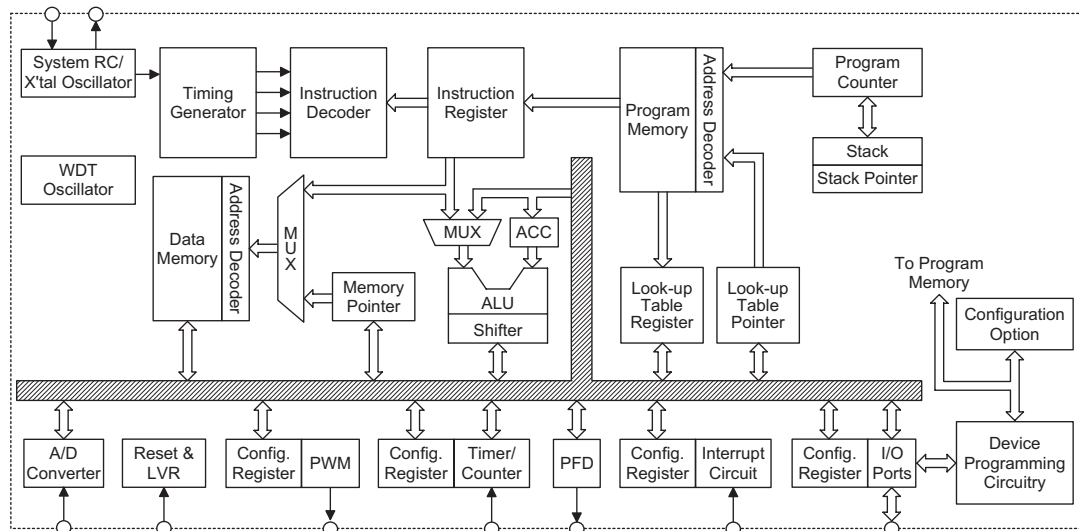 System RC/
X'tal Oscillator
Timing
Generator
Instruction
Decoder
Instruction
Register
Program
Memory
Address Decoder
Program
Counter
Stack
Stack Pointer
WDT
Oscillator
Data
Memory
Address Decoder
MUX
MUX
ACC
Memory
Pointer
ALU
Shifter
Look-up
Table
Register
Look-up
Table
Pointer
To Program
Memory
Configuration
Option
A/D
Converter
Reset &
LVR
Config.
Register
PWM
Config.
Register
Timer/
Counter
PFD
Config.
Register
Interrupt
Circuit
Config.
Register
I/O
Ports
Device
Programming
Circuitry